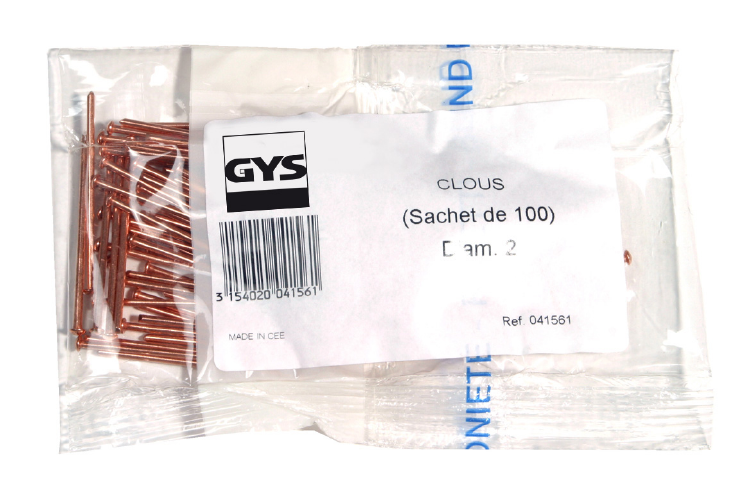 GYS
CLOUS
(Sachet de 100)
Diam. 2
3 154020 041561
MADE IN CEE
Ref. 041561